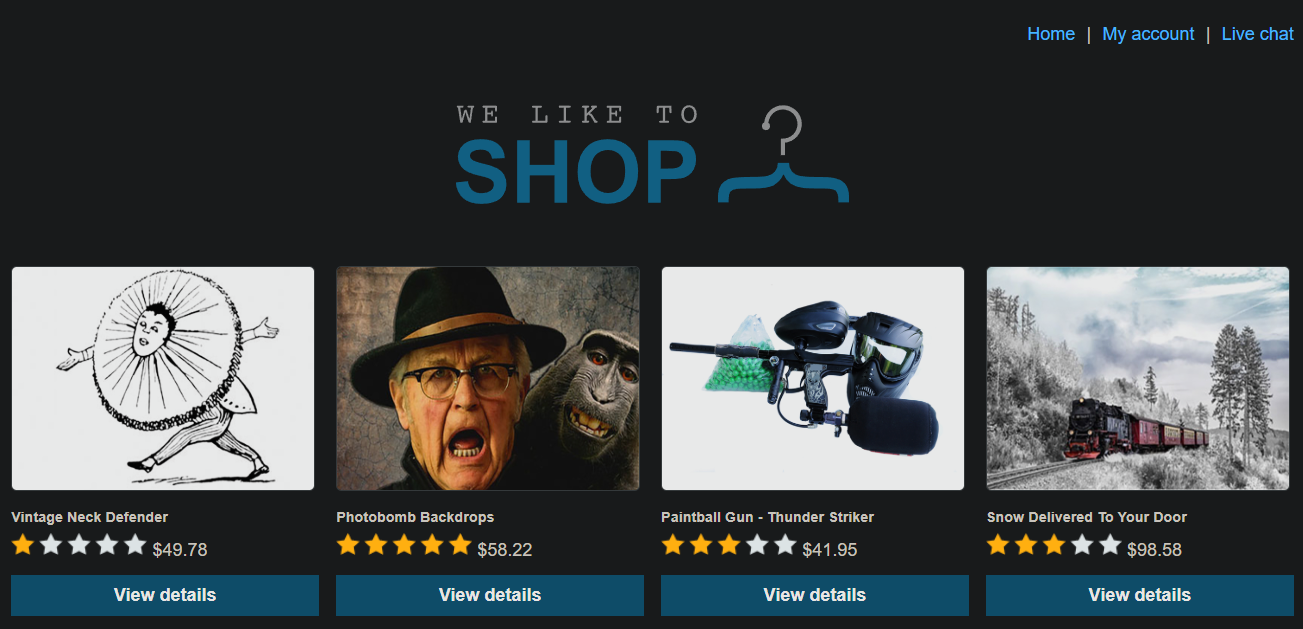 Home | My account | Live chat
WE LIKE TO
SHOP
Vintage Neck Defender
$49.78
View details
Photobomb Backdrops
$58.22
View details
Paintball Gun - Thunder Striker
$41.95
View details
Snow Delivered To Your Door
$98.58
View details